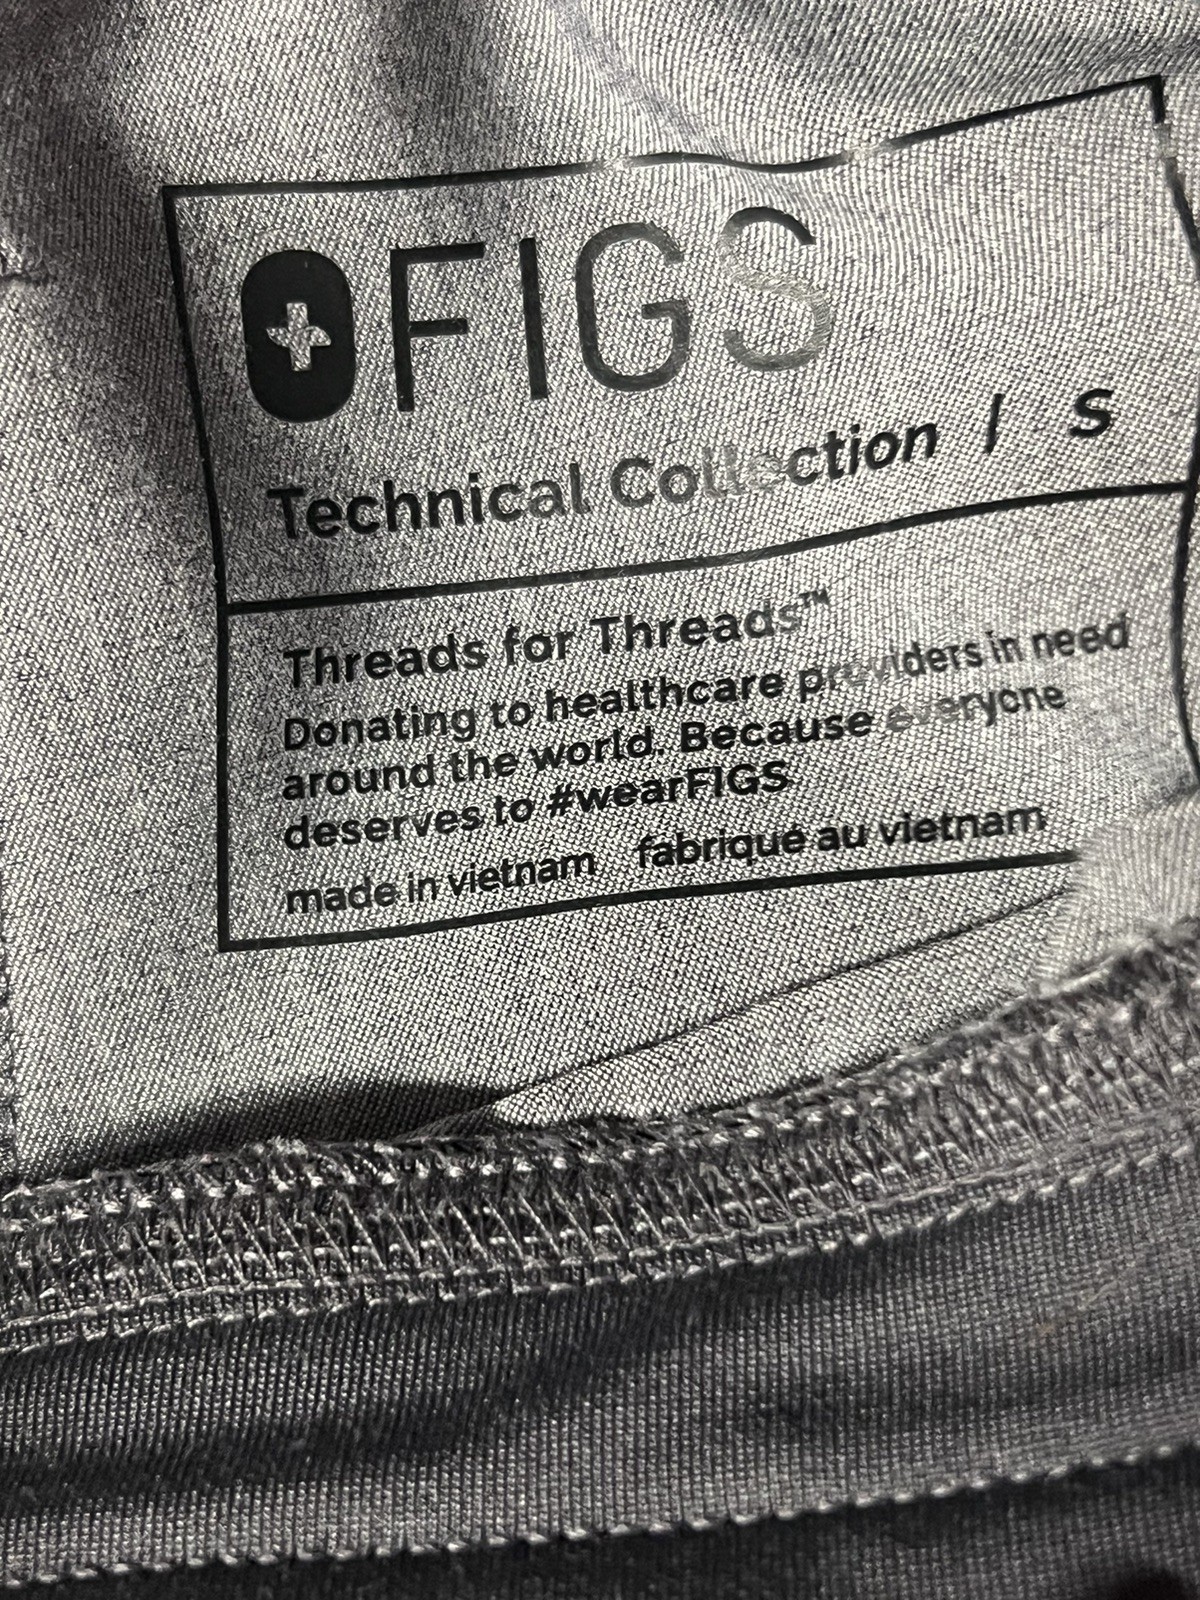 FIGS
Technical Collection / S
Threads for Threads™
Donating to healthcare providers in need
around the world. Because everyone
deserves to #wearFIGS
made in vietnam fabriqué au vietnam